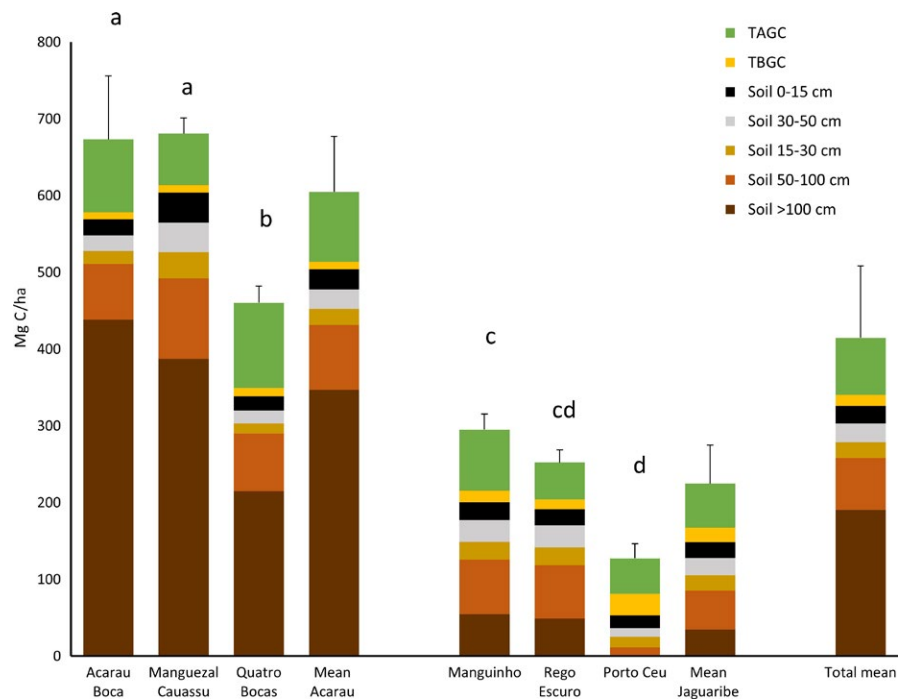 a
800
700
600
500
400
300
200
100
0
Mg C/ha
a
b
c
cd
d
TAGC
TBGC
Soil 0-15 cm
Soil 30-50 cm
Soil 15-30 cm
Soil 50-100 cm
Soil >100 cm
Acarau
Boca
Manguezal
Cauassu
Quatro
Bocas
Mean
Acarau
Manguinho
Rego
Escuro
Porto Ceu
Mean
Jaguaribe
Total mean